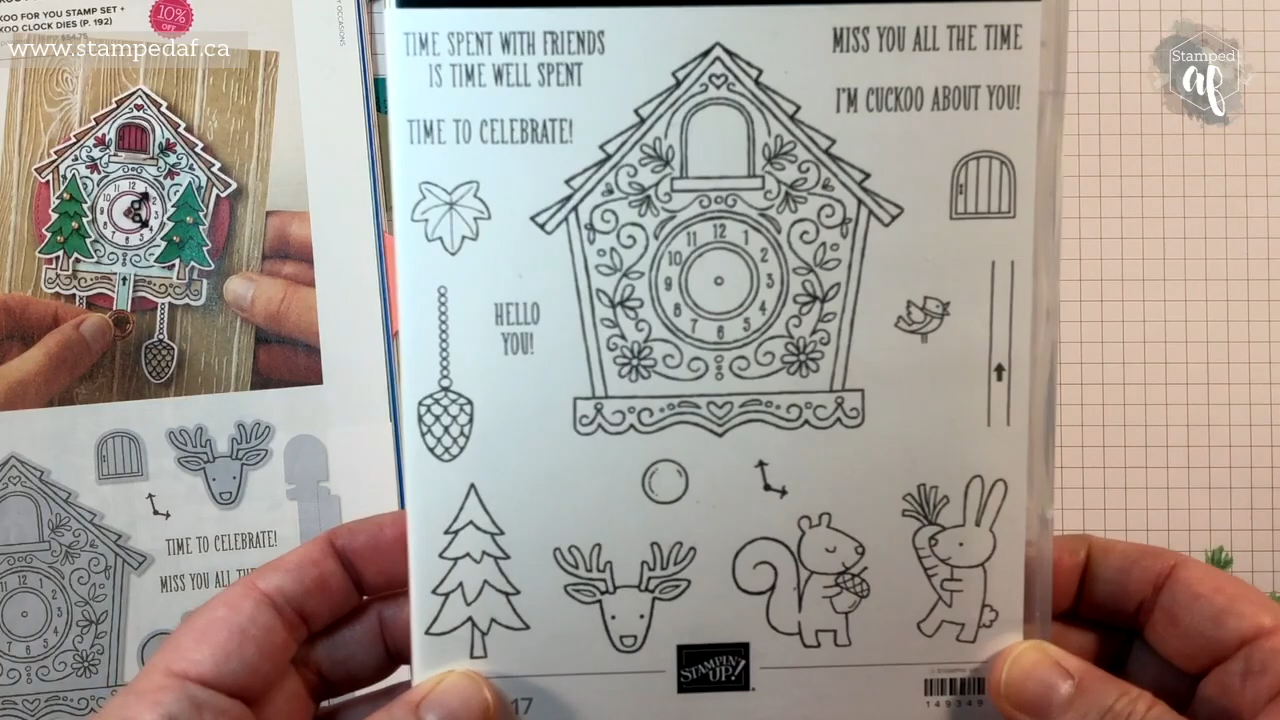 KOO FOR YOU STAMP SET +
KOO CLOCK DIES (P. 192)
10%
OFF
OCCASIONS
www.stampedaf.ca
Stamped
af
TIME SPENT WITH FRIENDS
IS TIME WELL SPENT
TIME TO CELEBRATE!
MISS YOU ALL THE TIME
I'M CUCKOO ABOUT YOU!
HELLO
YOU!
11 12 1
10 2
9 3
8 4
7 6 5
TIME TO CELEBRATE!
MISS YOU ALL
STAMPIN' UP!
17
149349